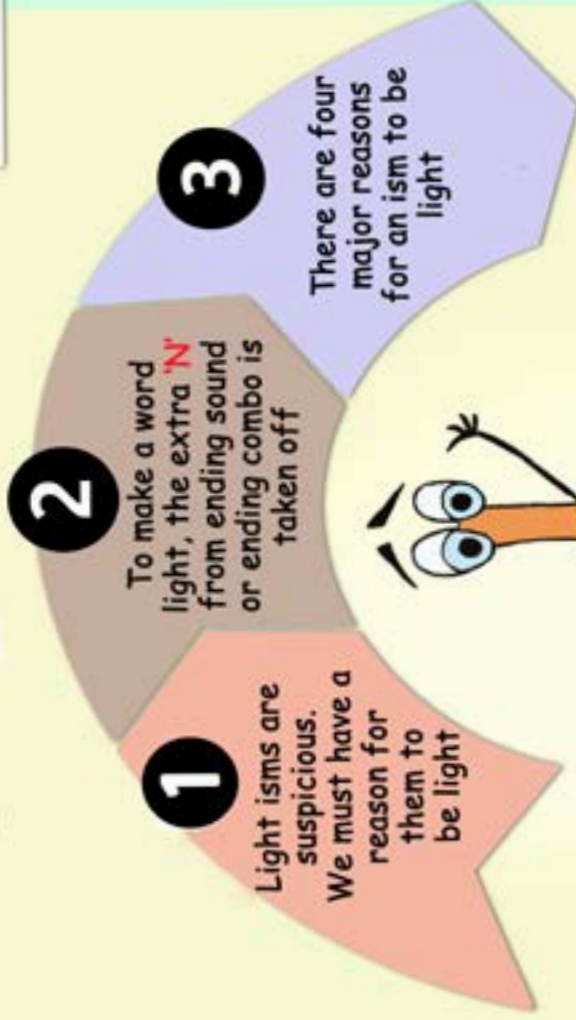 1
Light isms are
suspicious.
We must have a
reason for
them to
be light
2
To make a word
light, the extra 'N'
from ending sound
or ending combo is
taken off
3
There are four
major reasons
for an ism to be
light